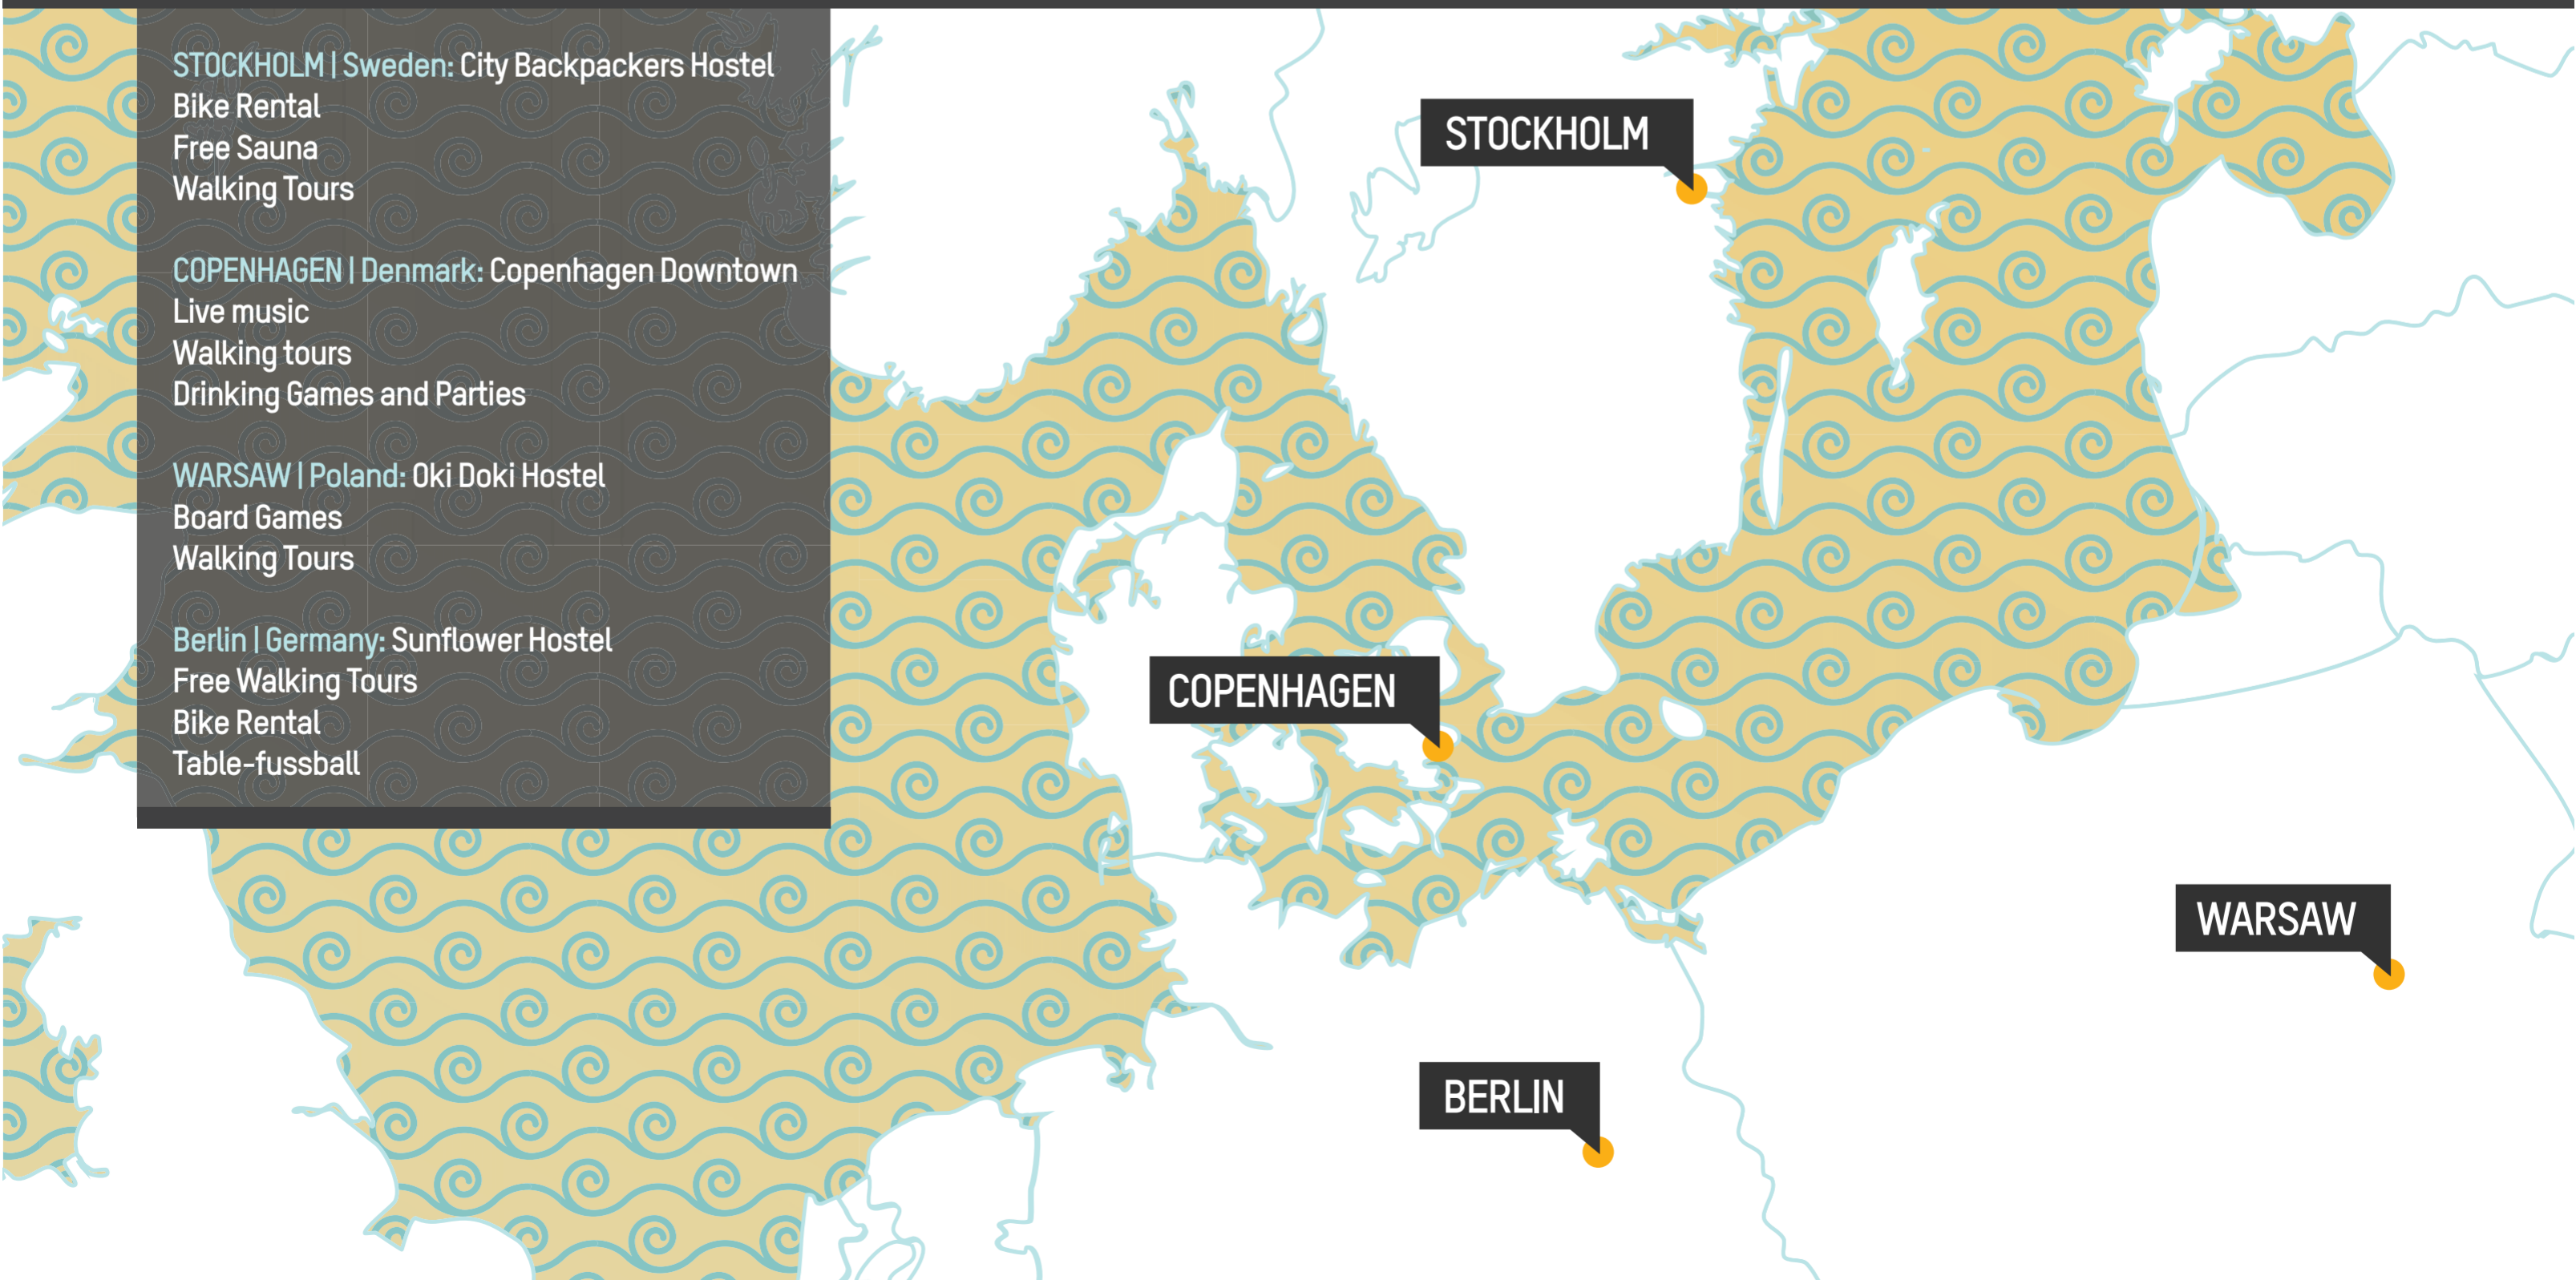 STOCKHOLM | Sweden: City Backpackers Hostel
Bike Rental
Free Sauna
Walking Tours
COPENHAGEN | Denmark: Copenhagen Downtown
Live music
Walking tours
Drinking Games and Parties
WARSAW | Poland: Oki Doki Hostel
Board Games
Walking Tours
Berlin | Germany: Sunflower Hostel
Free Walking Tours
Bike Rental
Table-fussball
STOCKHOLM
COPENHAGEN
WARSAW
BERLIN